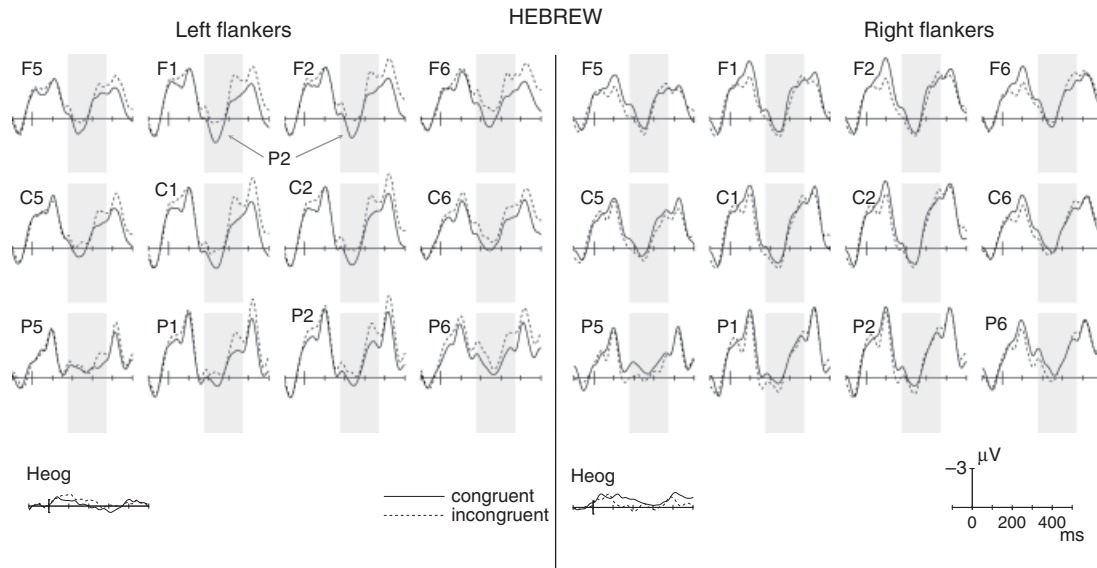 HEBREW
Left flankers
F5 F1 F2 F6
P2
C5 C1 C2 C6
P5 P1 P2 P6
Heog
congruent
incongruent
Right flankers
F5 F1 F2 F6
C5 C1 C2 C6
P5 P1 P2 P6
Heog
−3 μV
0 200 400
ms